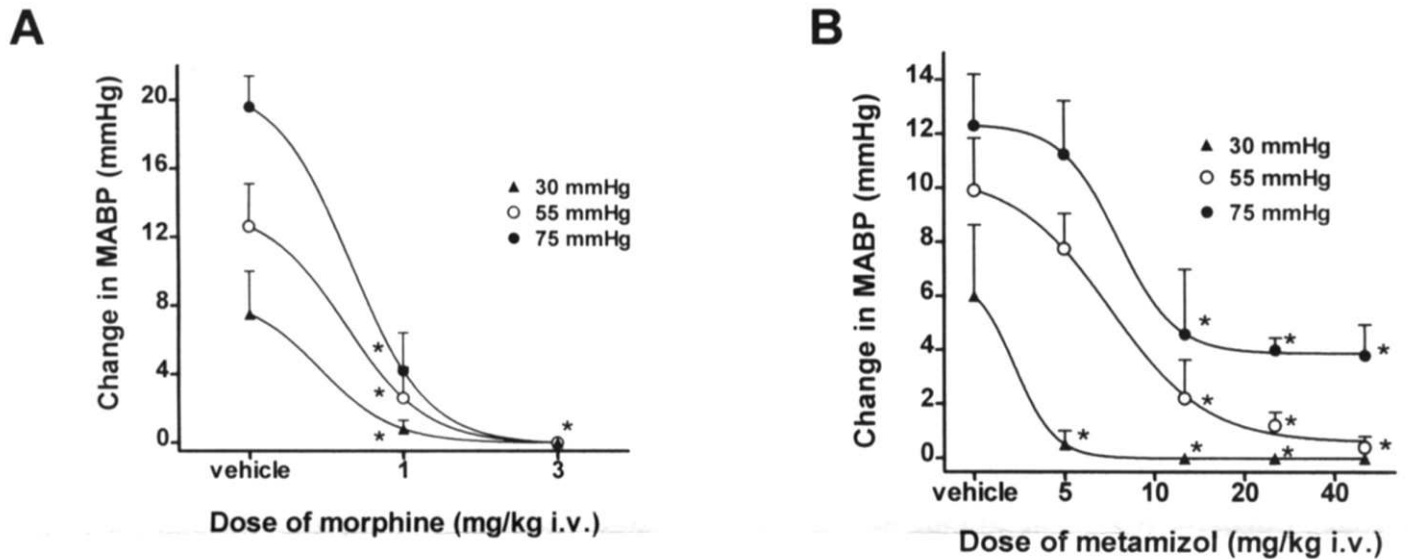 A
Change in MABP (mmHg)
20
16
12
8
4
0
30 mmHg
55 mmHg
75 mmHg
*
*
*
*
vehicle 1 3
Dose of morphine (mg/kg i.v.)
B
Change in MABP (mmHg)
14
12
10
8
6
4
2
0
30 mmHg
55 mmHg
75 mmHg
*
*
*
*
*
*
*
*
*
*
vehicle 5 10 20 40
Dose of metamizol (mg/kg i.v.)